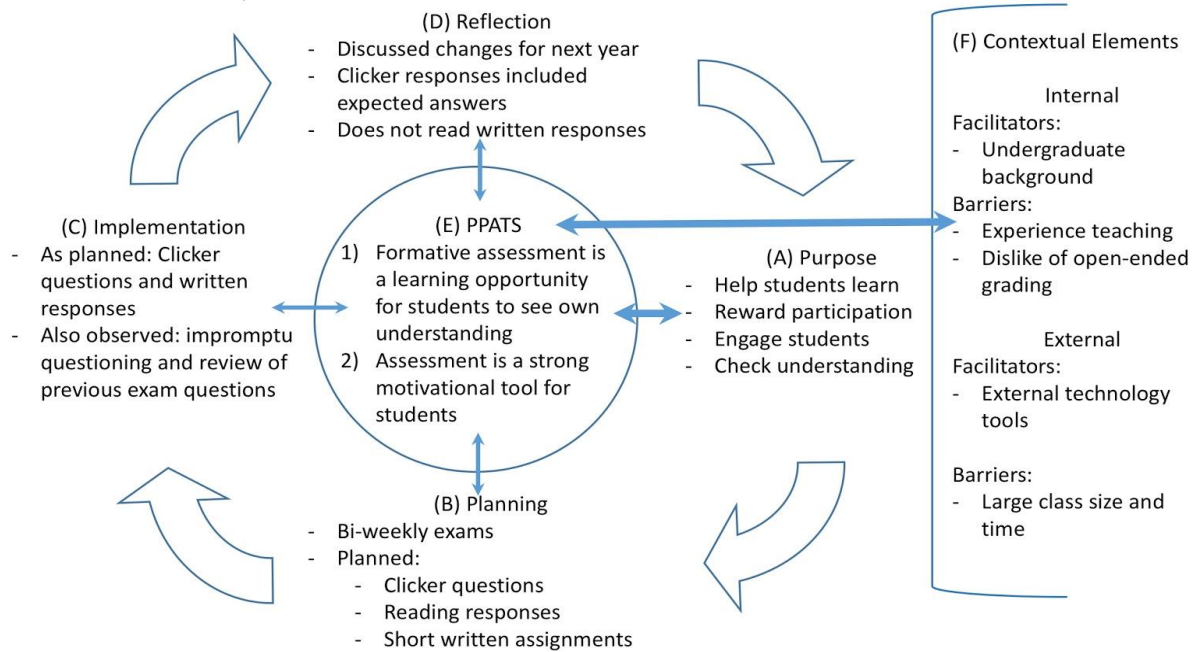 (D) Reflection
- Discussed changes for next year
- Clicker responses included
expected answers
- Does not read written responses
(C) Implementation
- As planned: Clicker
questions and written
responses
- Also observed: impromptu
questioning and review of
previous exam questions
(E) PPATS
1) Formative assessment is
a learning opportunity
for students to see own
understanding
2) Assessment is a strong
motivational tool for
students
(A) Purpose
- Help students learn
- Reward participation
- Engage students
- Check understanding
(B) Planning
- Bi-weekly exams
- Planned:
- Clicker questions
- Reading responses
- Short written assignments
(F) Contextual Elements
Internal
Facilitators:
- Undergraduate
background
Barriers:
- Experience teaching
- Dislike of open-ended
grading
External
Facilitators:
- External technology
tools
Barriers:
- Large class size and
time